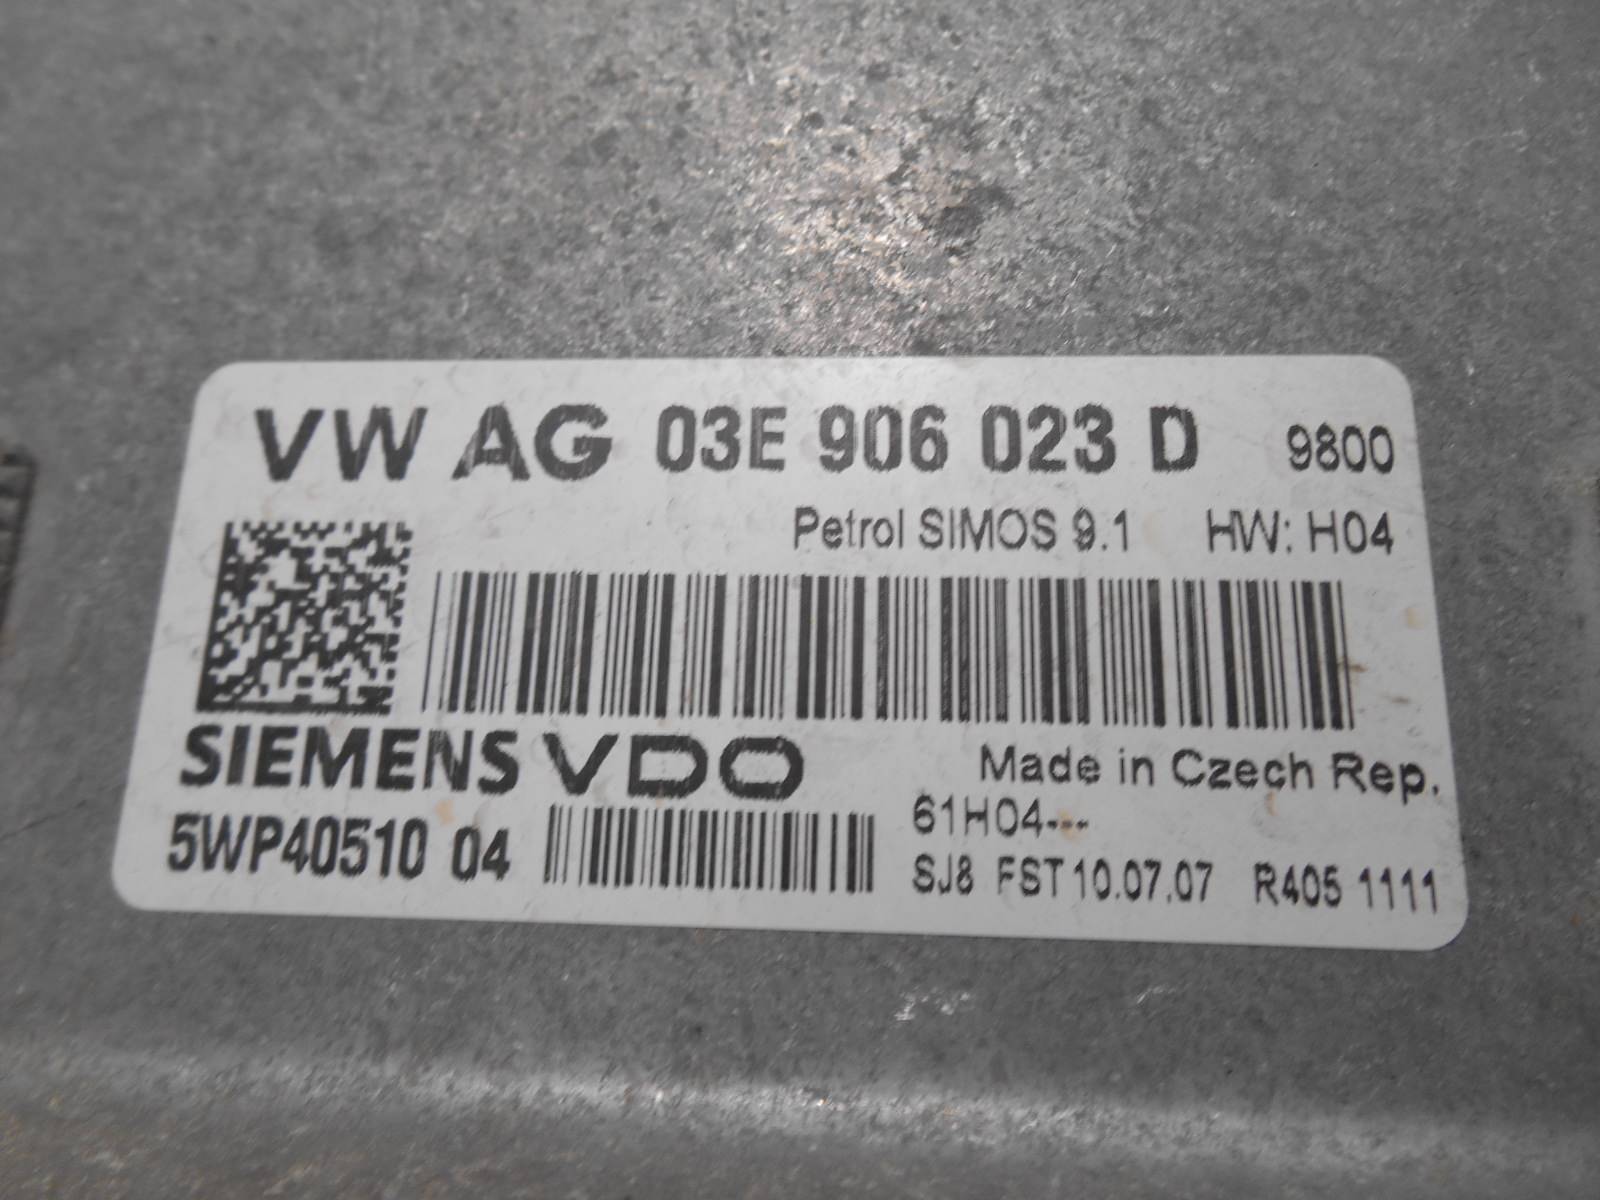 VW AG 03E 906 023 D 9800
Petrol SIMOS 9.1 HW: H04
SIEMENS VDO Made in Czech Rep.
61H04---
5WP40510 04 SJ8 FST 10.07.07 R405 1111